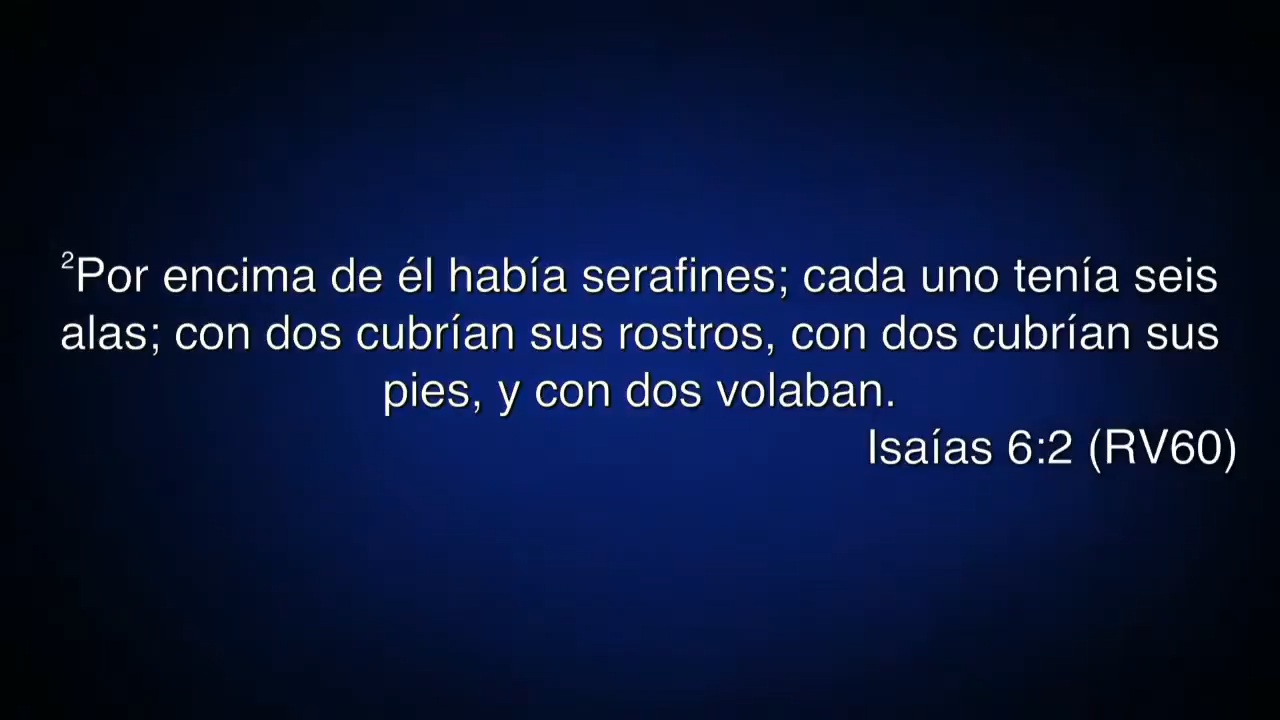 ²Por encima de él había serafines; cada uno tenía seis
alas; con dos cubrían sus rostros, con dos cubrían sus
pies, y con dos volaban.
Isaías 6:2 (RV60)